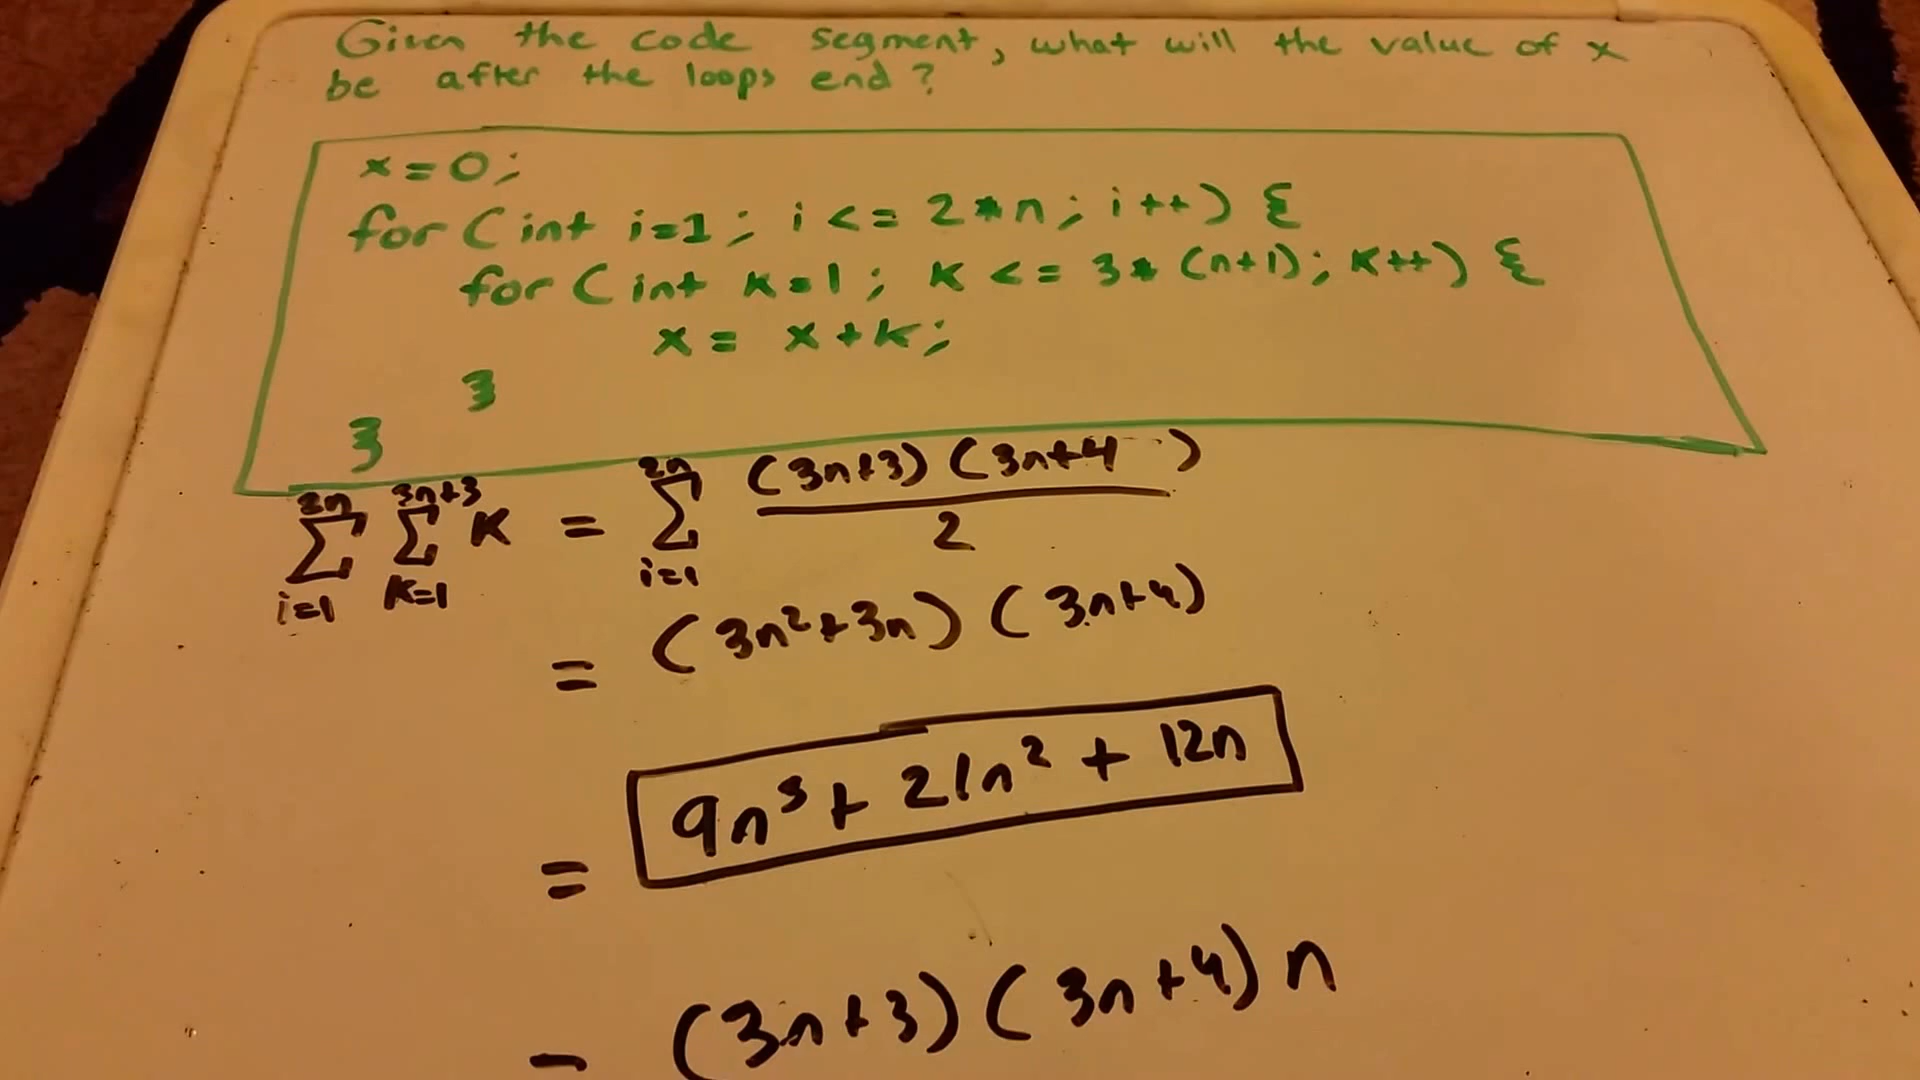 Given the code segment, what will the value of x
be after the loops end?
x=0;
for (int i=1; i<=2*n; i++) {
for (int k=1; k<=3*(n+1); k++) {
x = x+k;
}
}
2n 3n+3 2n (3n+3)(3n+4)
Σ Σ k = Σ 2
i=1 k=1 i=1
= (3n²+3n)(3n+4)
= 9n³+21n²+12n
= (3n+3)(3n+4)n